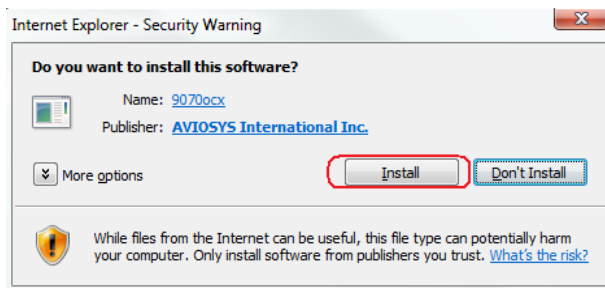 Internet Explorer - Security Warning
Do you want to install this software?
Name: 9070ocx
Publisher: AVIOSYS International Inc.
More options
Install
Don't Install
While files from the Internet can be useful, this file type can potentially harm
your computer. Only install software from publishers you trust. What's the risk?